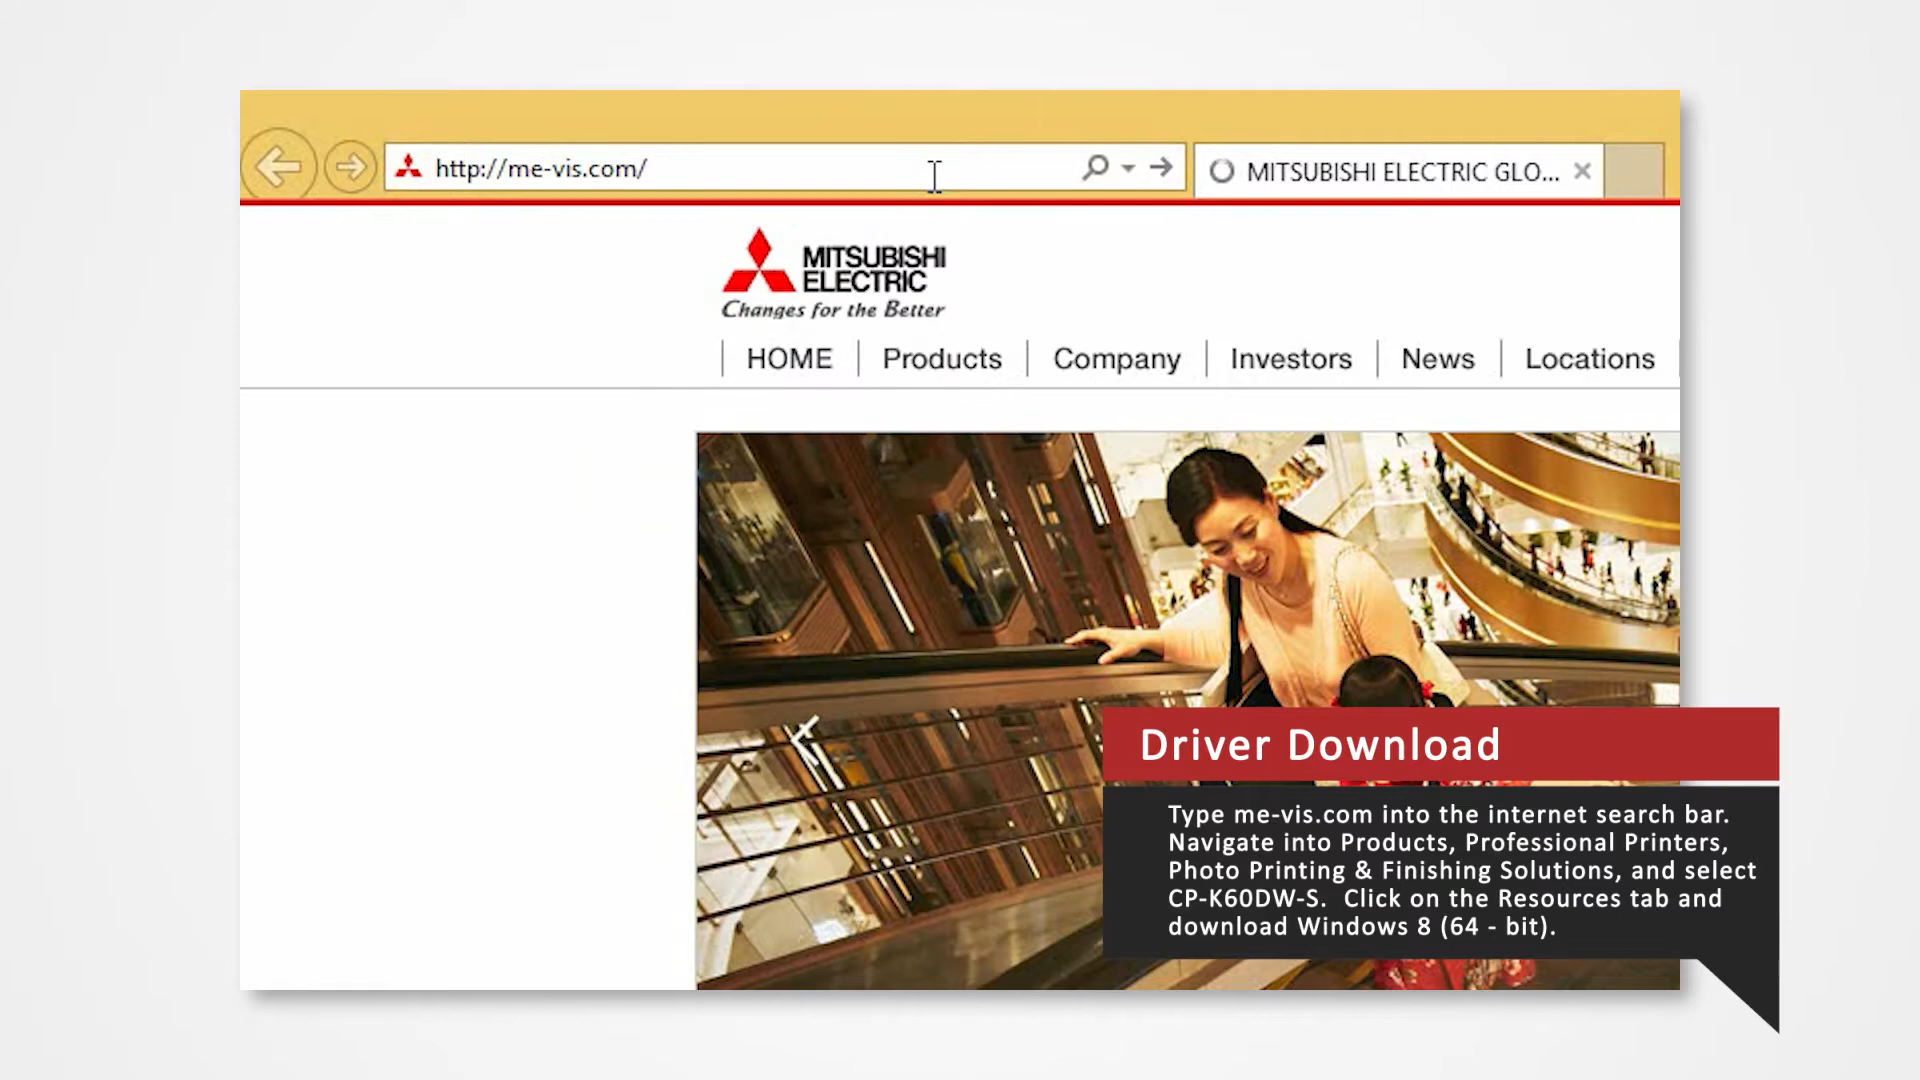 http://me-vis.com/
MITSUBISHI ELECTRIC GLO...
MITSUBISHI
ELECTRIC
Changes for the Better
HOME Products Company Investors News Locations
Driver Download
Type me-vis.com into the internet search bar.
Navigate into Products, Professional Printers,
Photo Printing & Finishing Solutions, and select
CP-K60DW-S. Click on the Resources tab and
download Windows 8 (64 - bit).